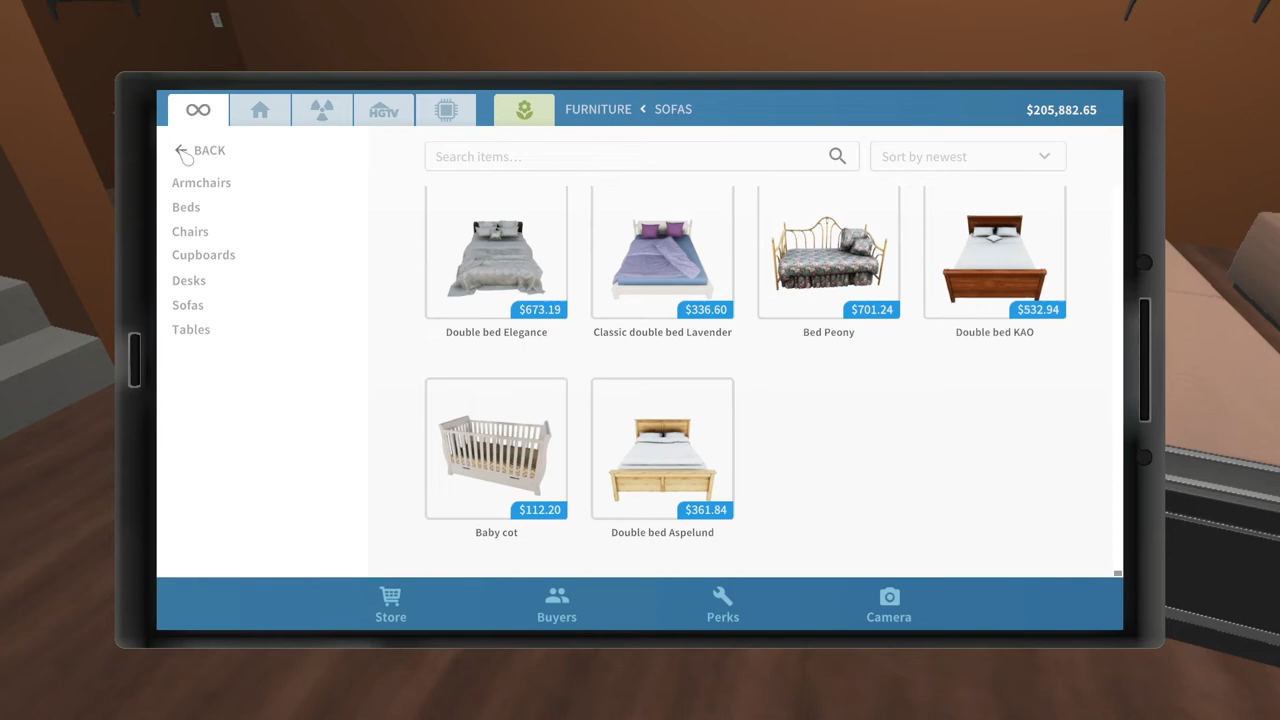 HGTV
FURNITURE < SOFAS
$205,882.65
BACK
Search items...
Sort by newest
Armchairs
Beds
Chairs
Cupboards
Desks
Sofas
Tables
$673.19
$336.60
$701.24
$532.94
Double bed Elegance
Classic double bed Lavender
Bed Peony
Double bed KAO
$112.20
$361.84
Baby cot
Double bed Aspelund
Store
Buyers
Perks
Camera